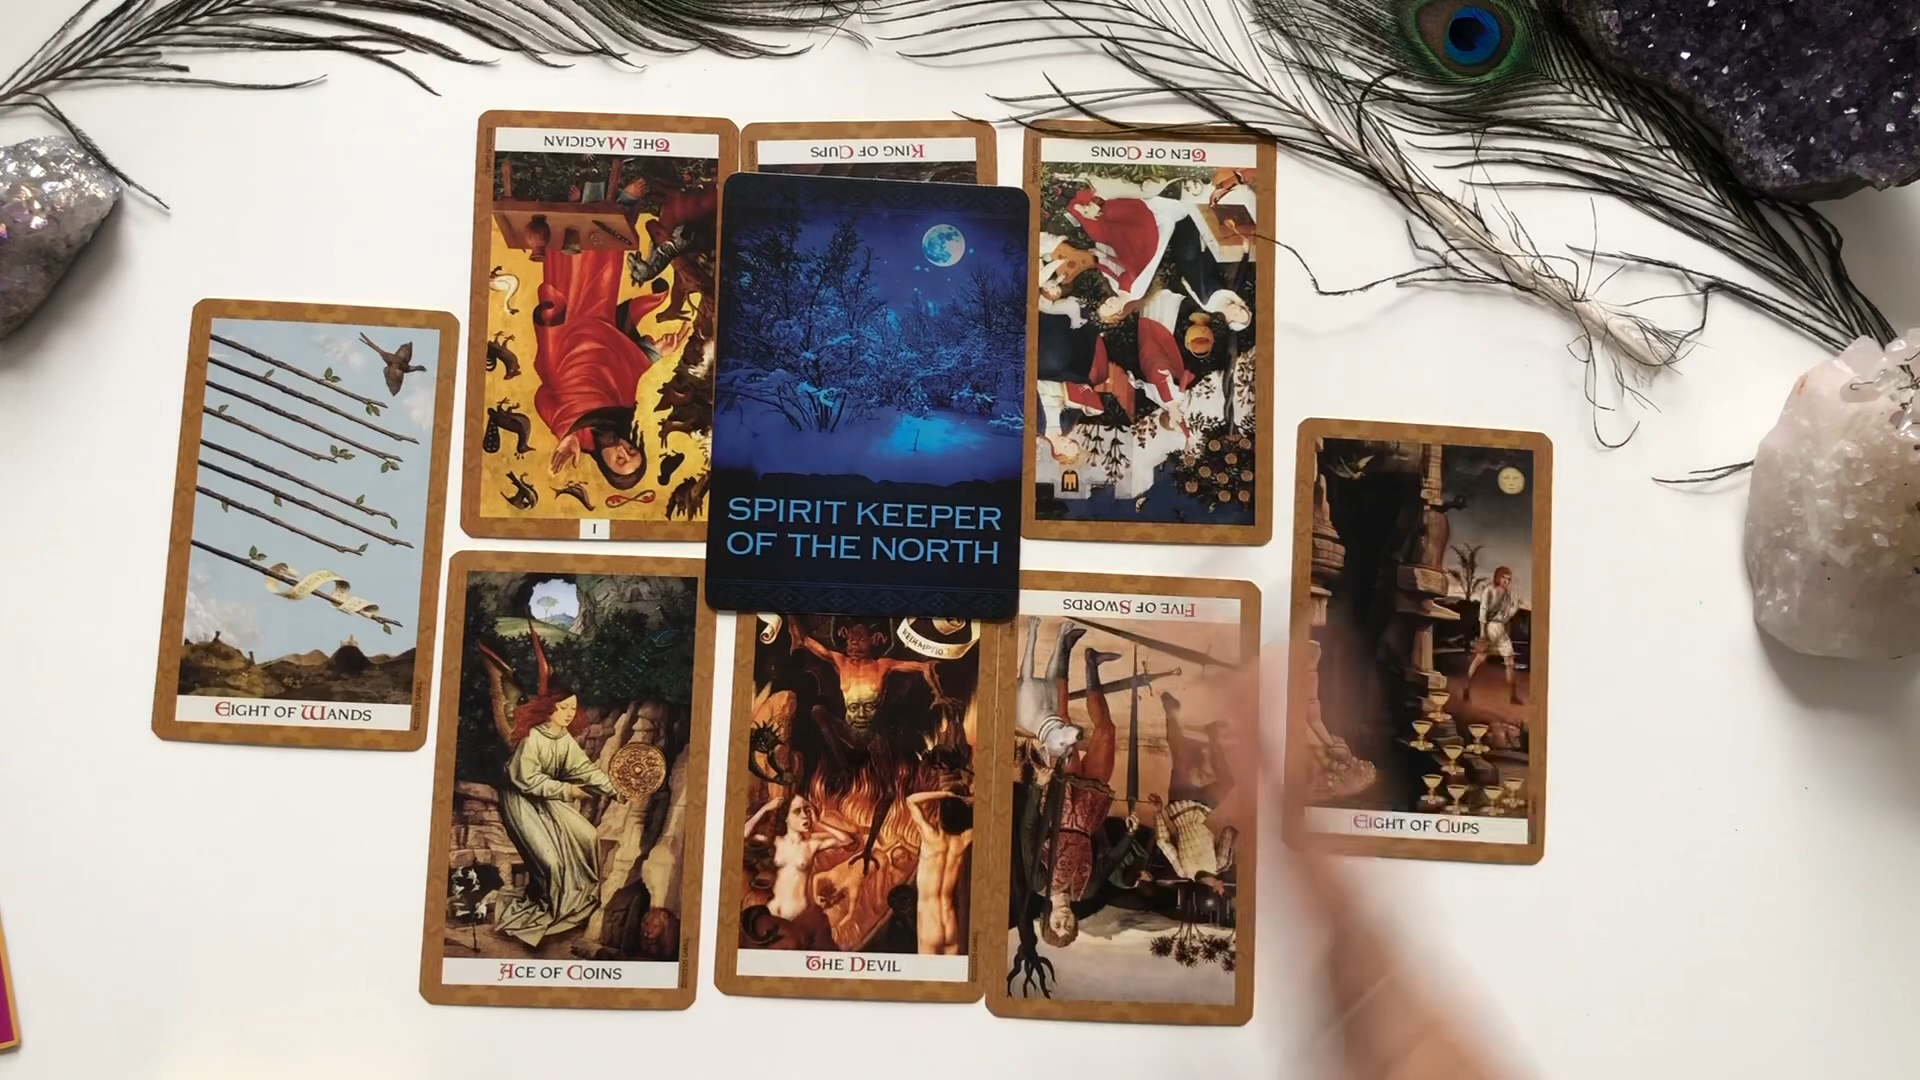 THE MAGICIAN
I
KING OF CUPS
TEN OF COINS
SPIRIT KEEPER
OF THE NORTH
EIGHT OF WANDS
ACE OF COINS
REDEMPTIO
THE DEVIL
FIVE OF SWORDS
EIGHT OF CUPS